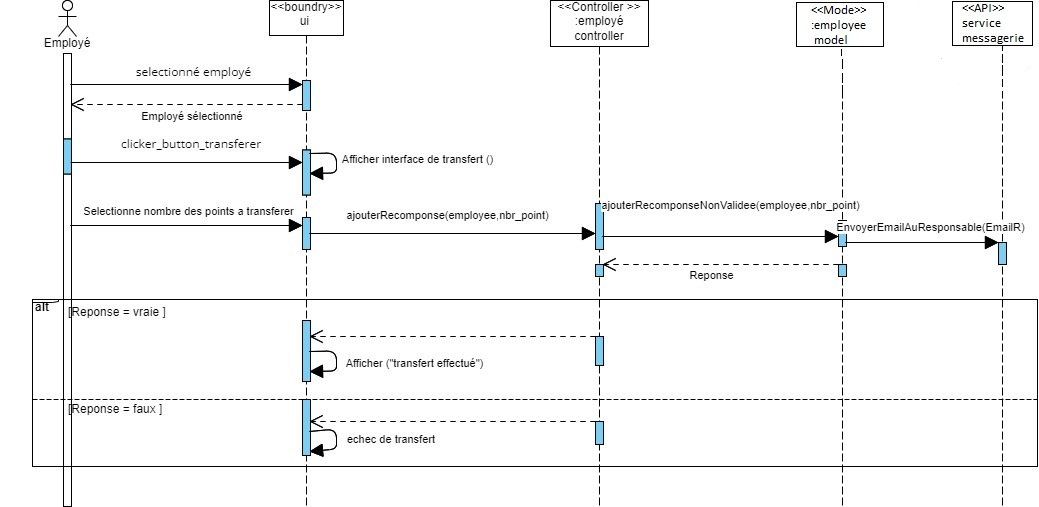 <<boundry>>
ui
<<Controller >>
:employé
controller
<<Mode>>
:employee
model
<<API>>
service
messagerie
Employé
selectionné employé
Employé sélectionné
clicker_button_transferer
Afficher interface de transfert ()
Selectionne nombre des points a transferer
ajouterRecomponse(employee,nbr_point)
ajouterRecomponseNonValidee(employee,nbr_point)
EnvoyerEmailAuResponsable(EmailR)
Reponse
alt
[Reponse = vraie ]
Afficher ("transfert effectué")
[Reponse = faux ]
echec de transfert